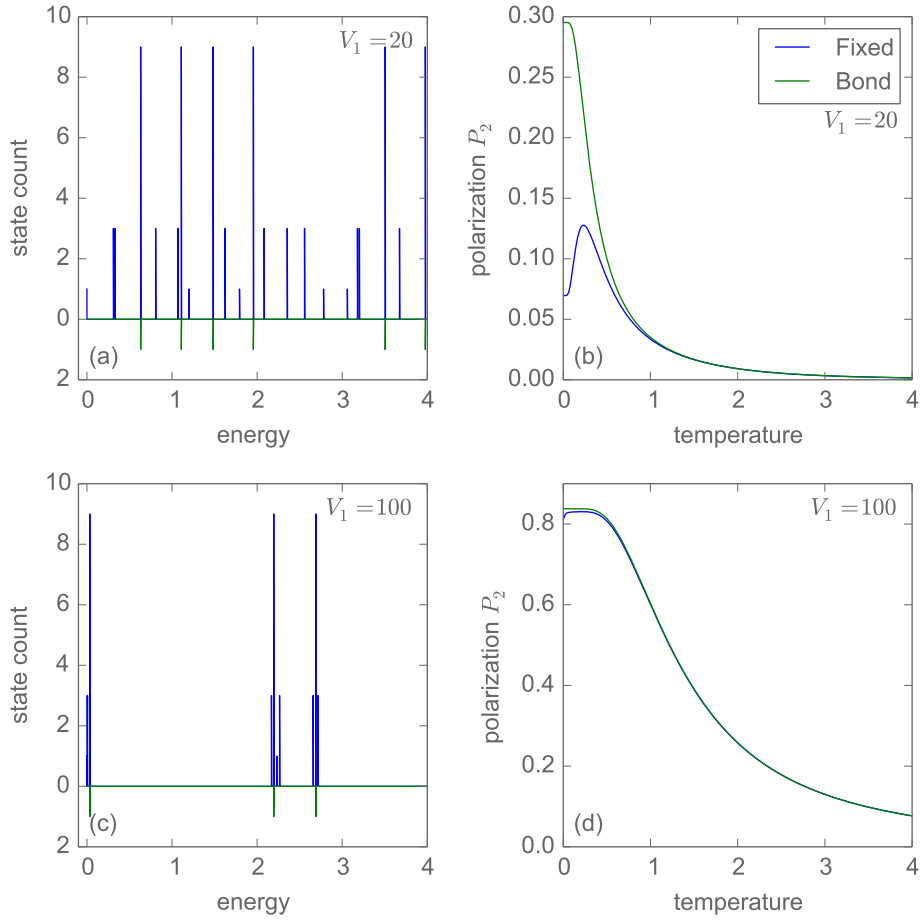 V₁ = 20
state count
10
8
6
4
2
0
2
(a)
0 1 2 3 4
energy
Fixed
Bond
V₁ = 20
polarization P₂
0.30
0.25
0.20
0.15
0.10
0.05
0.00
(b)
0 1 2 3 4
temperature
V₁ = 100
state count
10
8
6
4
2
0
2
(c)
0 1 2 3 4
energy
V₁ = 100
polarization P₂
0.8
0.6
0.4
0.2
0.0
(d)
0 1 2 3 4
temperature